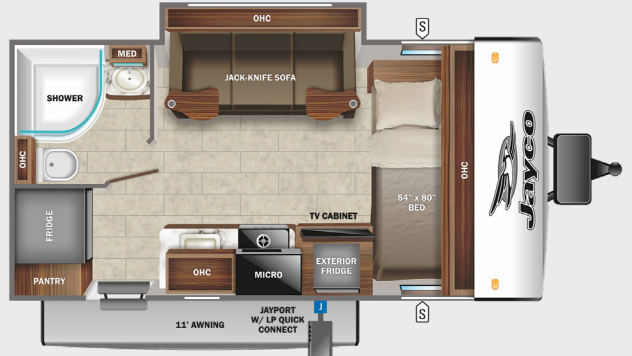 OHC
S
MED
JACK-KNIFE SOFA
SHOWER
OHC
OHC
Jayco
54" x 80"
BED
FRIDGE
TV CABINET
EXTERIOR
FRIDGE
OHC
MICRO
PANTRY
J
S
JAYPORT
W/ LP QUICK
CONNECT
11' AWNING